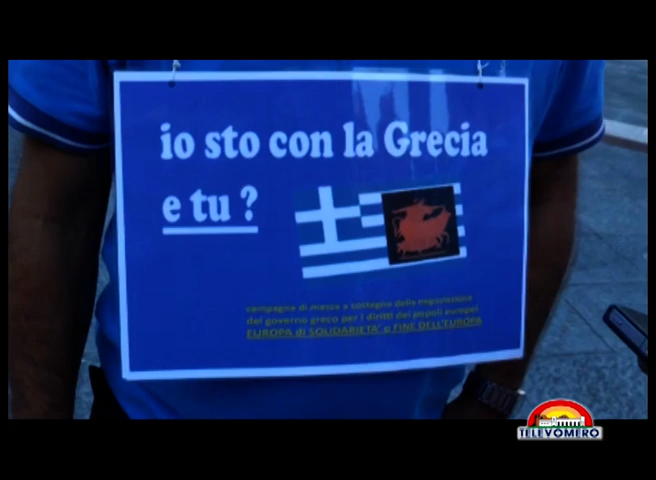 io sto con la Grecia
e tu ?
campagna di massa a sostegno della negoziazione
del governo greco per i diritti dei popoli europei
EUROPA di SOLIDARIETA' o FINE DELL'EUROPA
TELEVOMERO